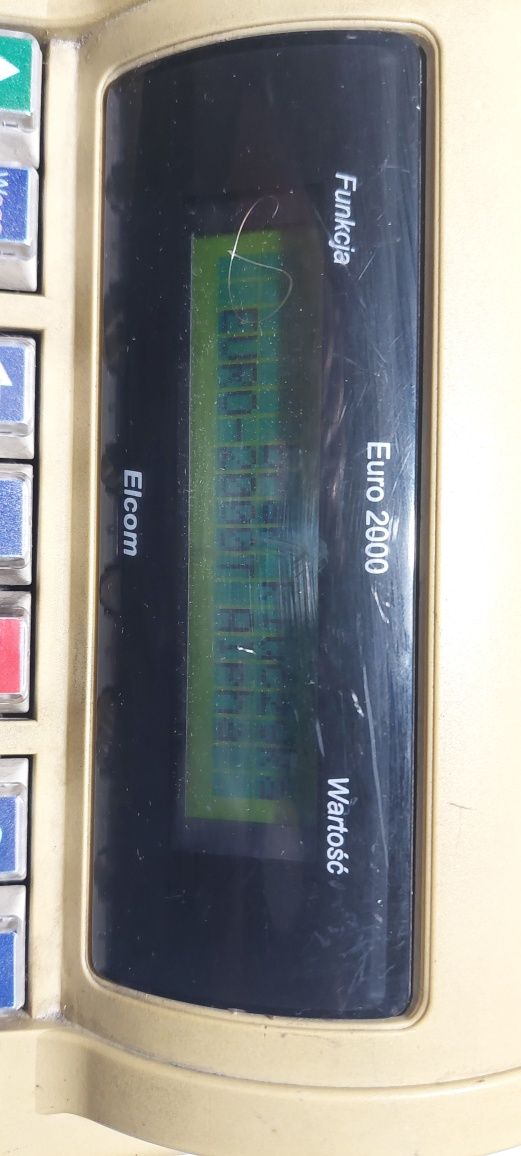 Euro 2000
Funkcja Wartość
EURO-2000T Alpha
Elcom